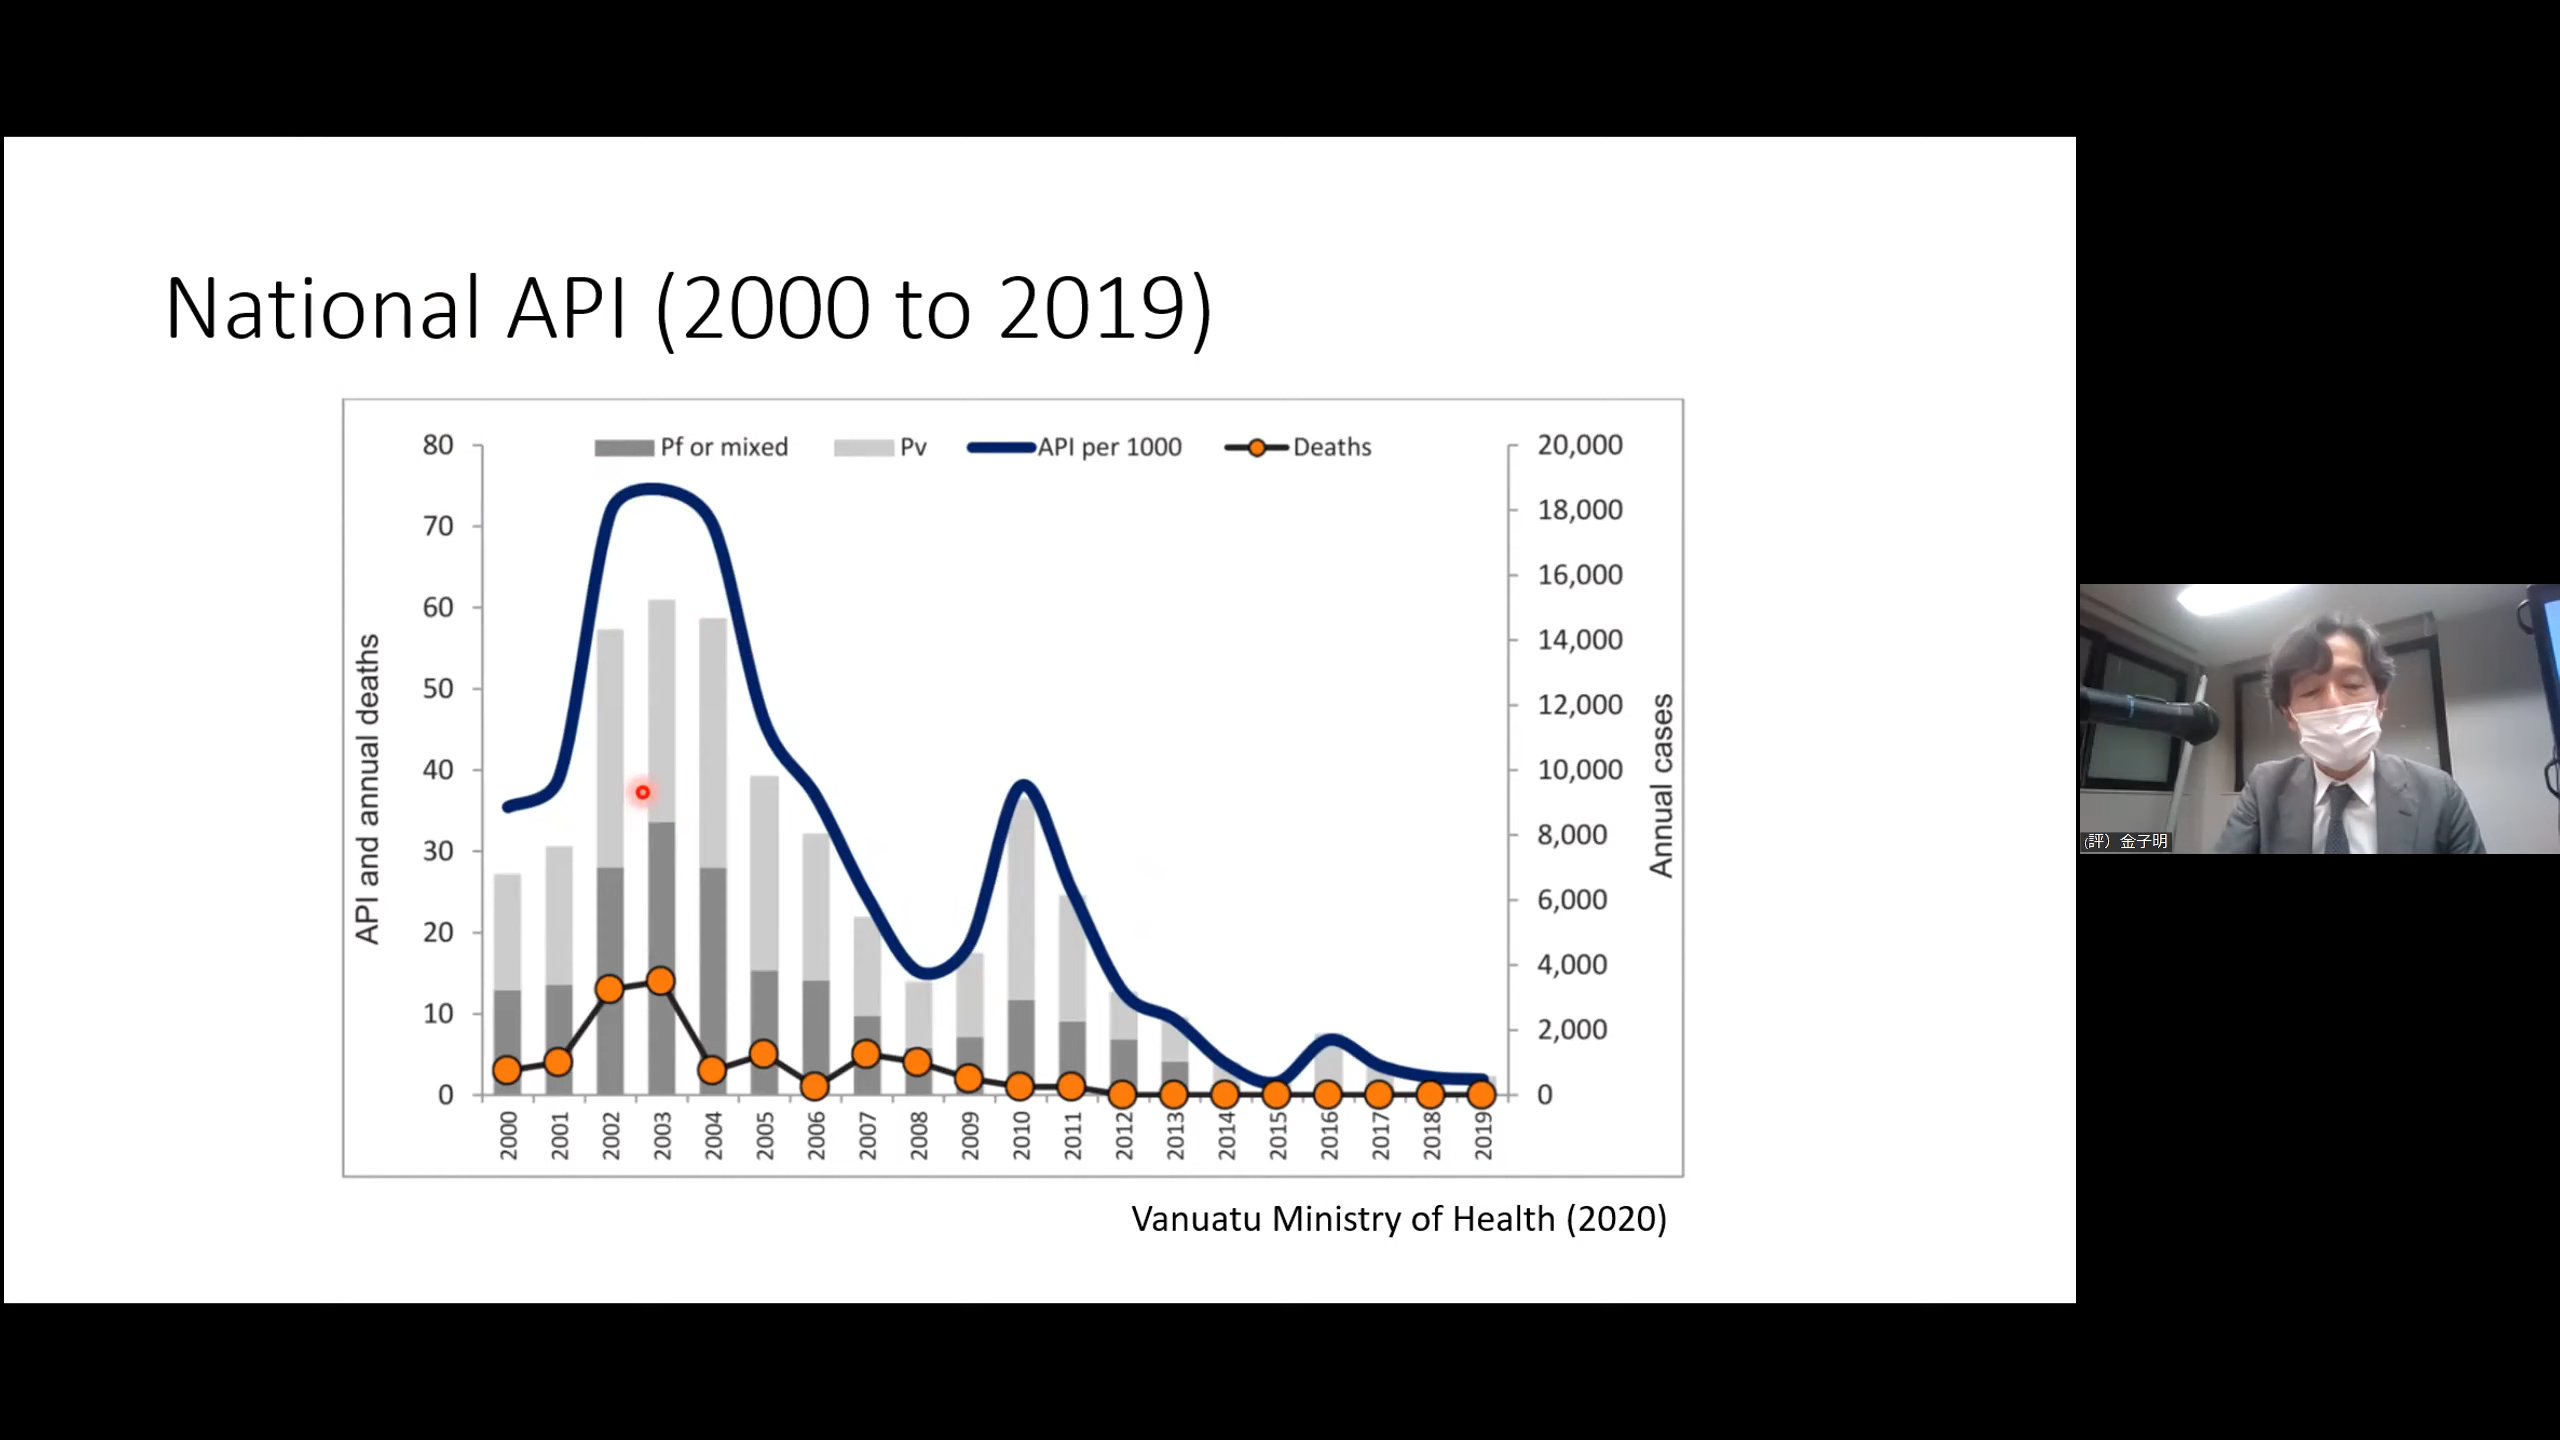 National API (2000 to 2019)
Pf or mixed Pv API per 1000 Deaths
API and annual deaths
80
70
60
50
40
30
20
10
0
20,000
18,000
16,000
14,000
12,000
10,000
8,000
6,000
4,000
2,000
0
Annual cases
2000 2001 2002 2003 2004 2005 2006 2007 2008 2009 2010 2011 2012 2013 2014 2015 2016 2017 2018 2019
Vanuatu Ministry of Health (2020)
(評）金子明